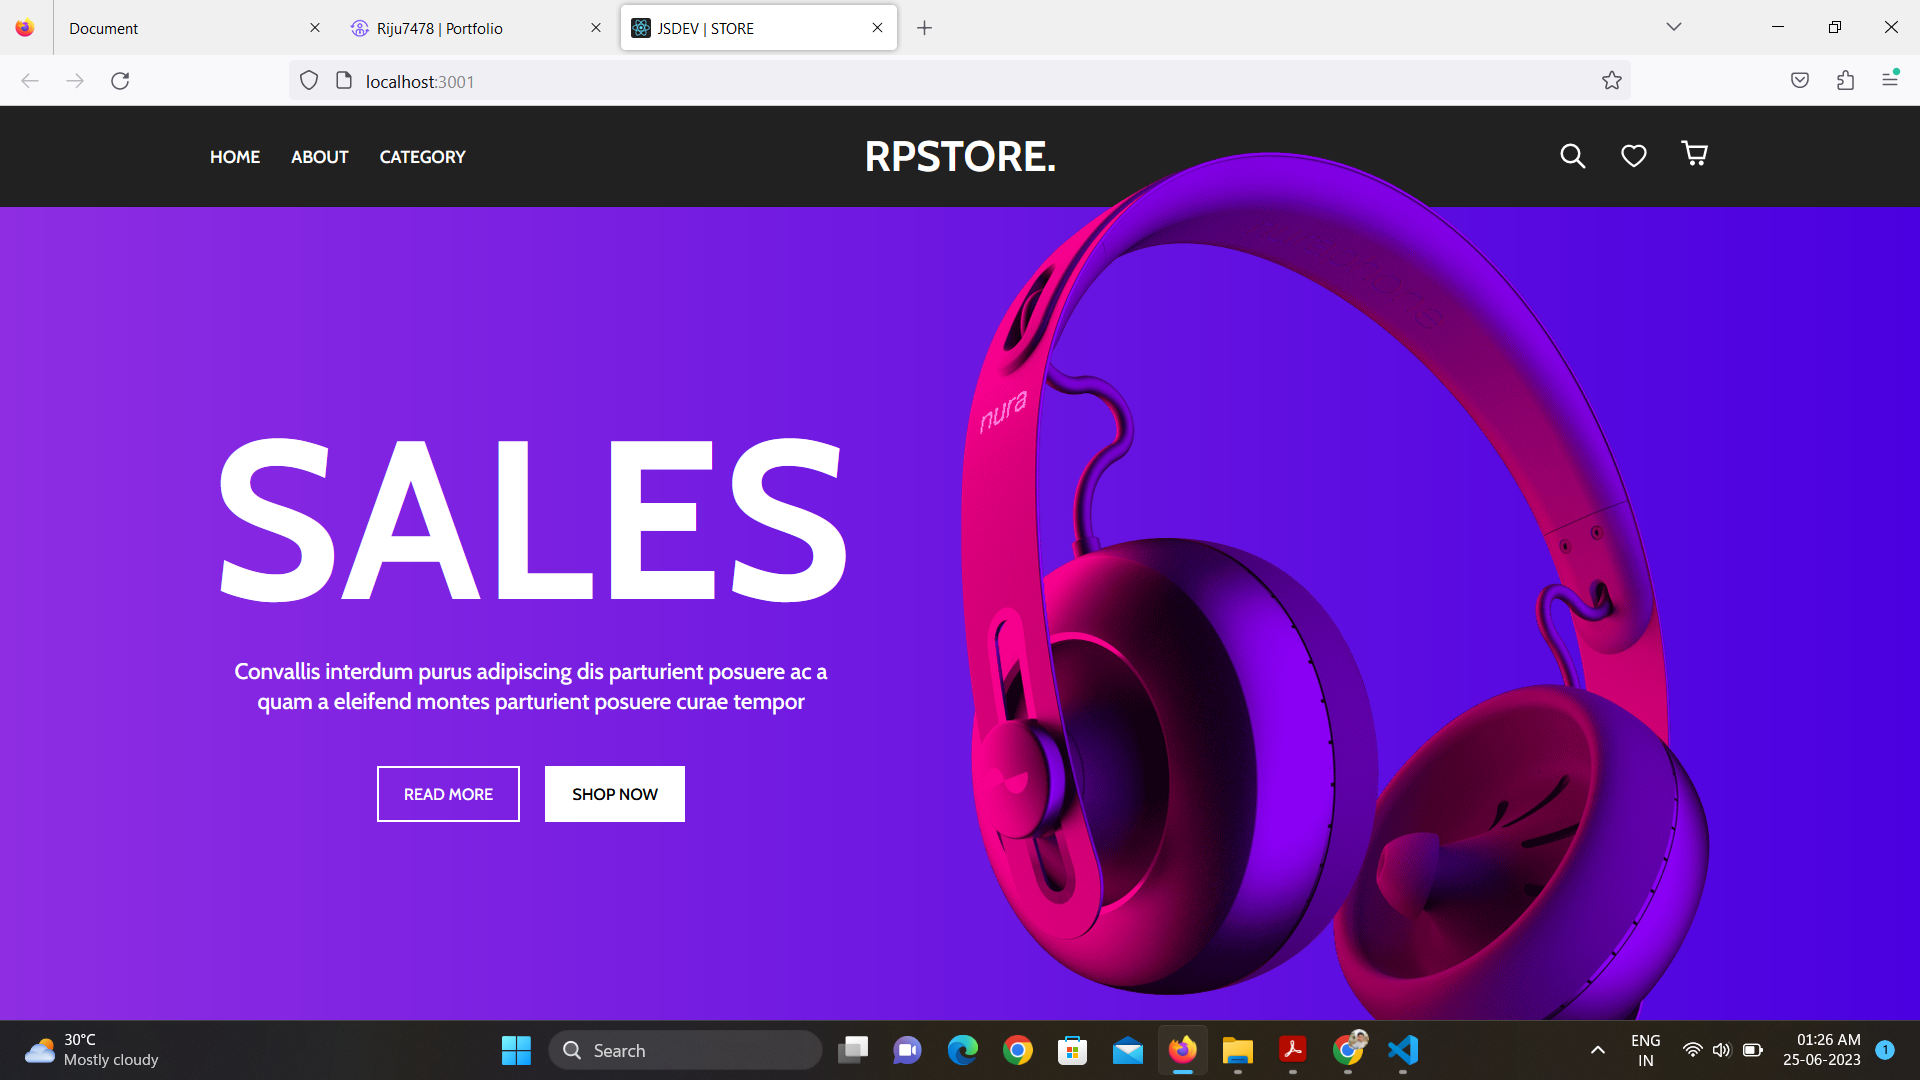 Document
Riju7478 | Portfolio
JSDEV | STORE
localhost:3001
HOME ABOUT CATEGORY
RPSTORE.
nura
SALES
Convallis interdum purus adipiscing dis parturient posuere ac a
quam a eleifend montes parturient posuere curae tempor
READ MORE
SHOP NOW
30°C
Mostly cloudy
Search
ENG
IN
01:26 AM
25-06-2023
1